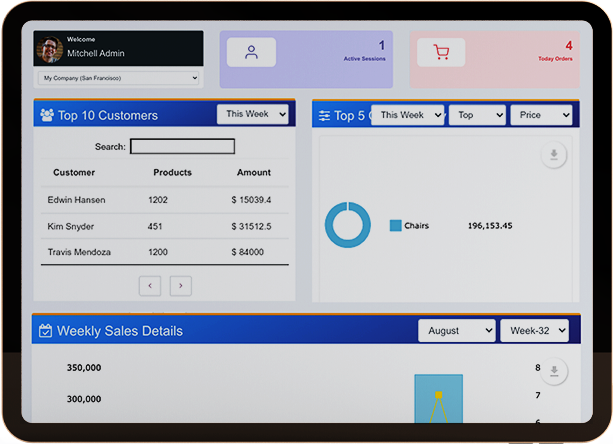 Welcome
Mitchell Admin
My Company (San Francisco)
1
Active Sessions
4
Today Orders
Top 10 Customers
This Week
Search:
Customer Products Amount
Edwin Hansen 1202 $ 15039.4
Kim Snyder 451 $ 31512.5
Travis Mendoza 1200 $ 84000
Top 5
This Week
Top
Price
Chairs 196,153.45
Weekly Sales Details
August
Week-32
350,000
8
300,000
7